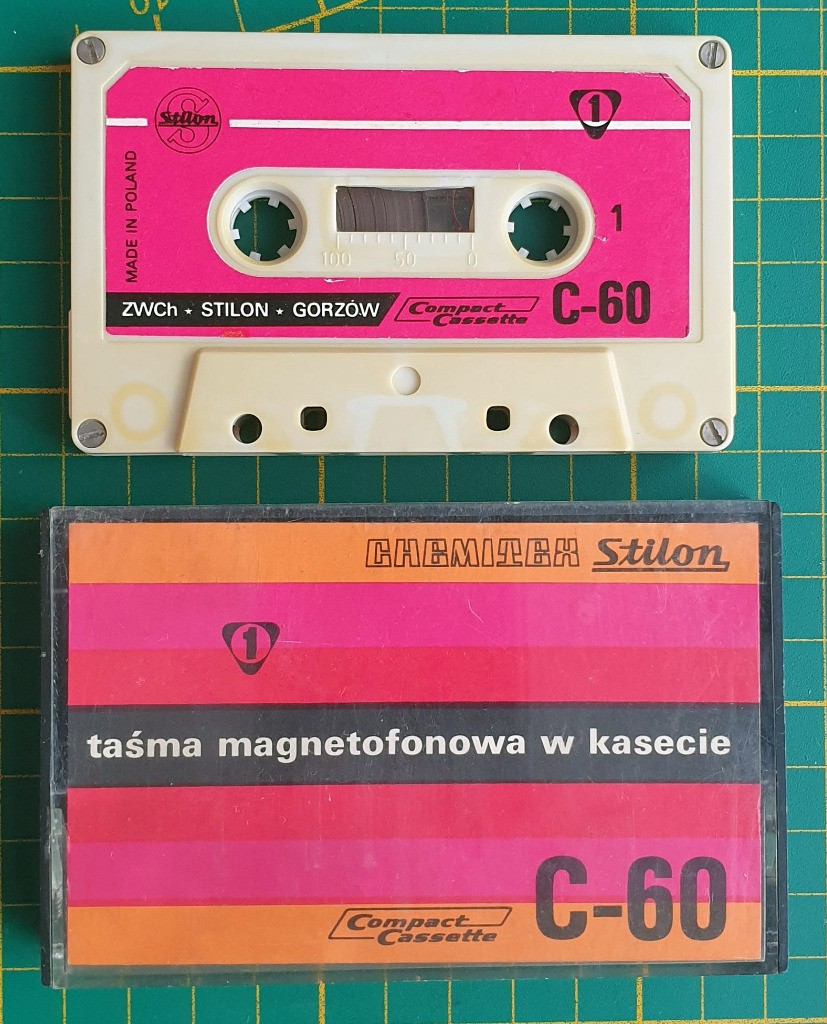 10
Stilon
1
MADE IN POLAND
1
100 50 0
ZWCh ★ STILON ★ GORZÓW
Compact
Cassette
C-60
CHEMITEX Stilon
1
taśma magnetofonowa w kasecie
Compact
Cassette
C-60